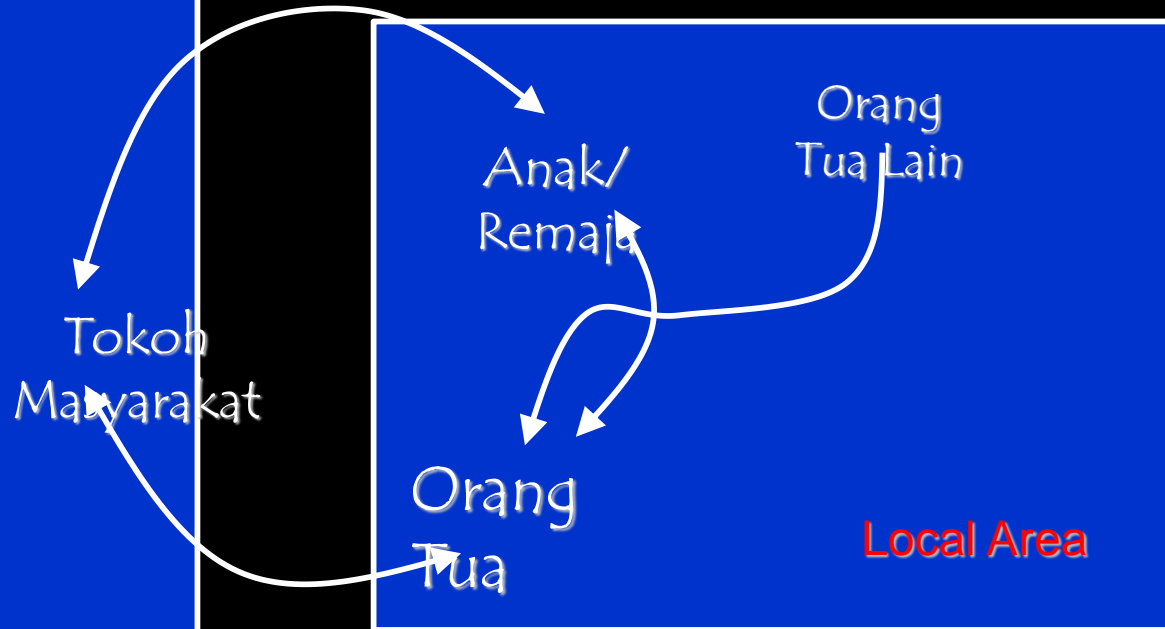 Orang
Tua Lain
Anak/
Remaja
Tokoh
Masyarakat
Orang
Tua
Local Area